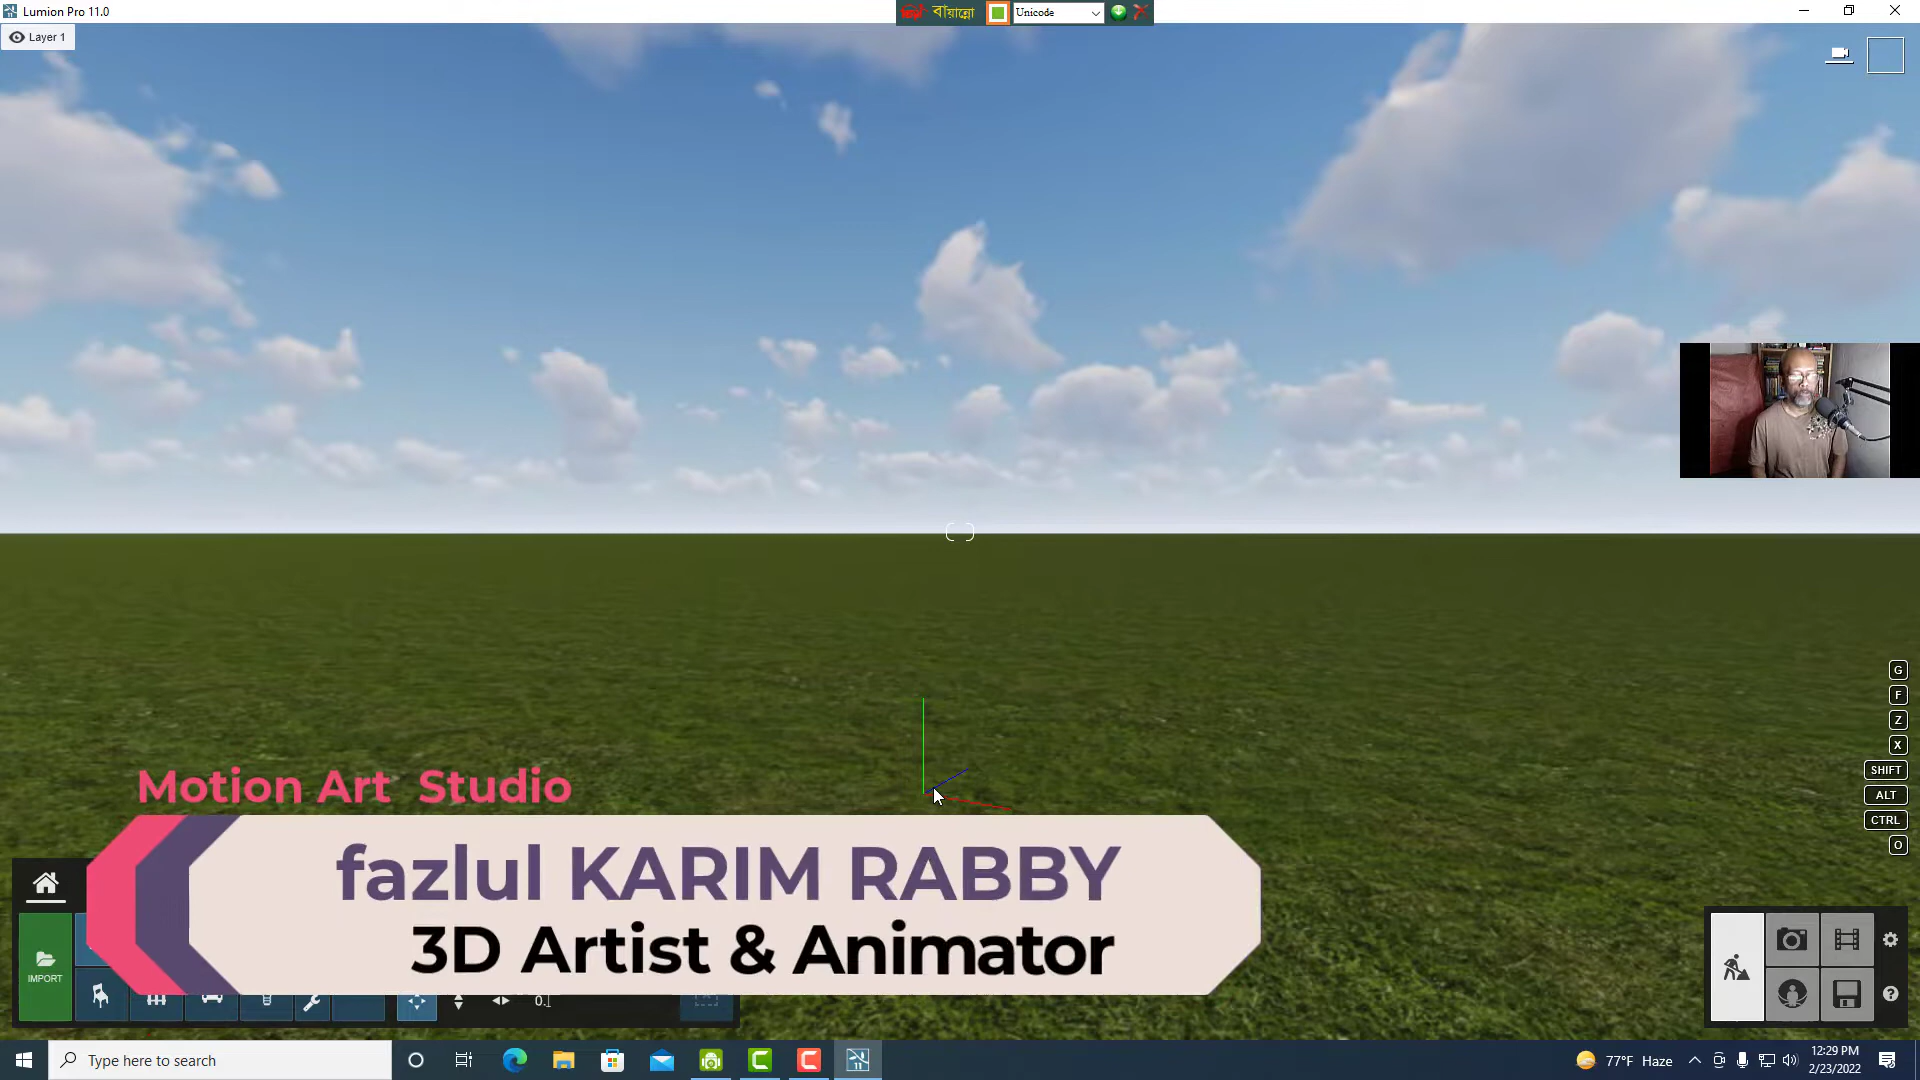 Lumion Pro 11.0
বায়ান্নো
Unicode
Layer 1
G
F
Z
X
SHIFT
ALT
CTRL
O
Motion Art Studio
fazlul KARIM RABBY
3D Artist & Animator
IMPORT
0.
Type here to search
77°F Haze
12:29 PM
2/23/2022